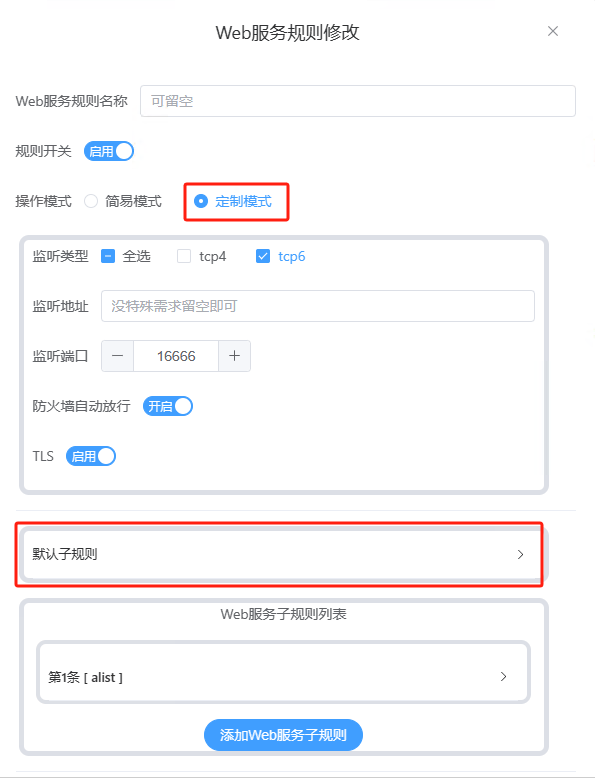 Web服务规则修改
Web服务规则名称 可留空
规则开关 启用
操作模式 简易模式 定制模式
监听类型 全选 tcp4 tcp6
监听地址 没特殊需求留空即可
监听端口 16666
防火墙自动放行 开启
TLS 启用
默认子规则
Web服务子规则列表
第1条 [ alist ]
添加Web服务子规则